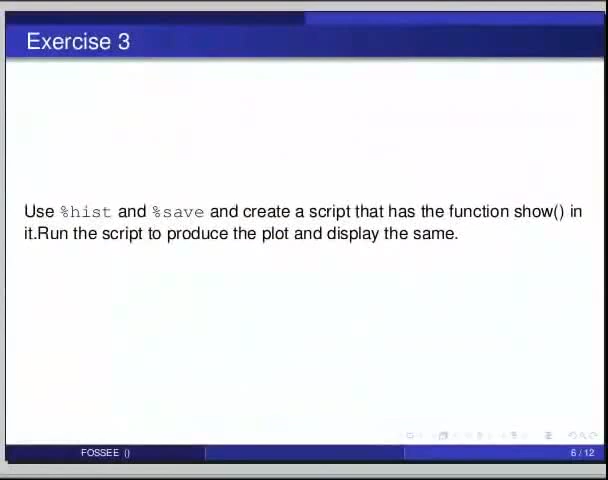 Exercise 3
Use %hist and %save and create a script that has the function show() in
it.Run the script to produce the plot and display the same.
FOSSEE ()
6 / 12